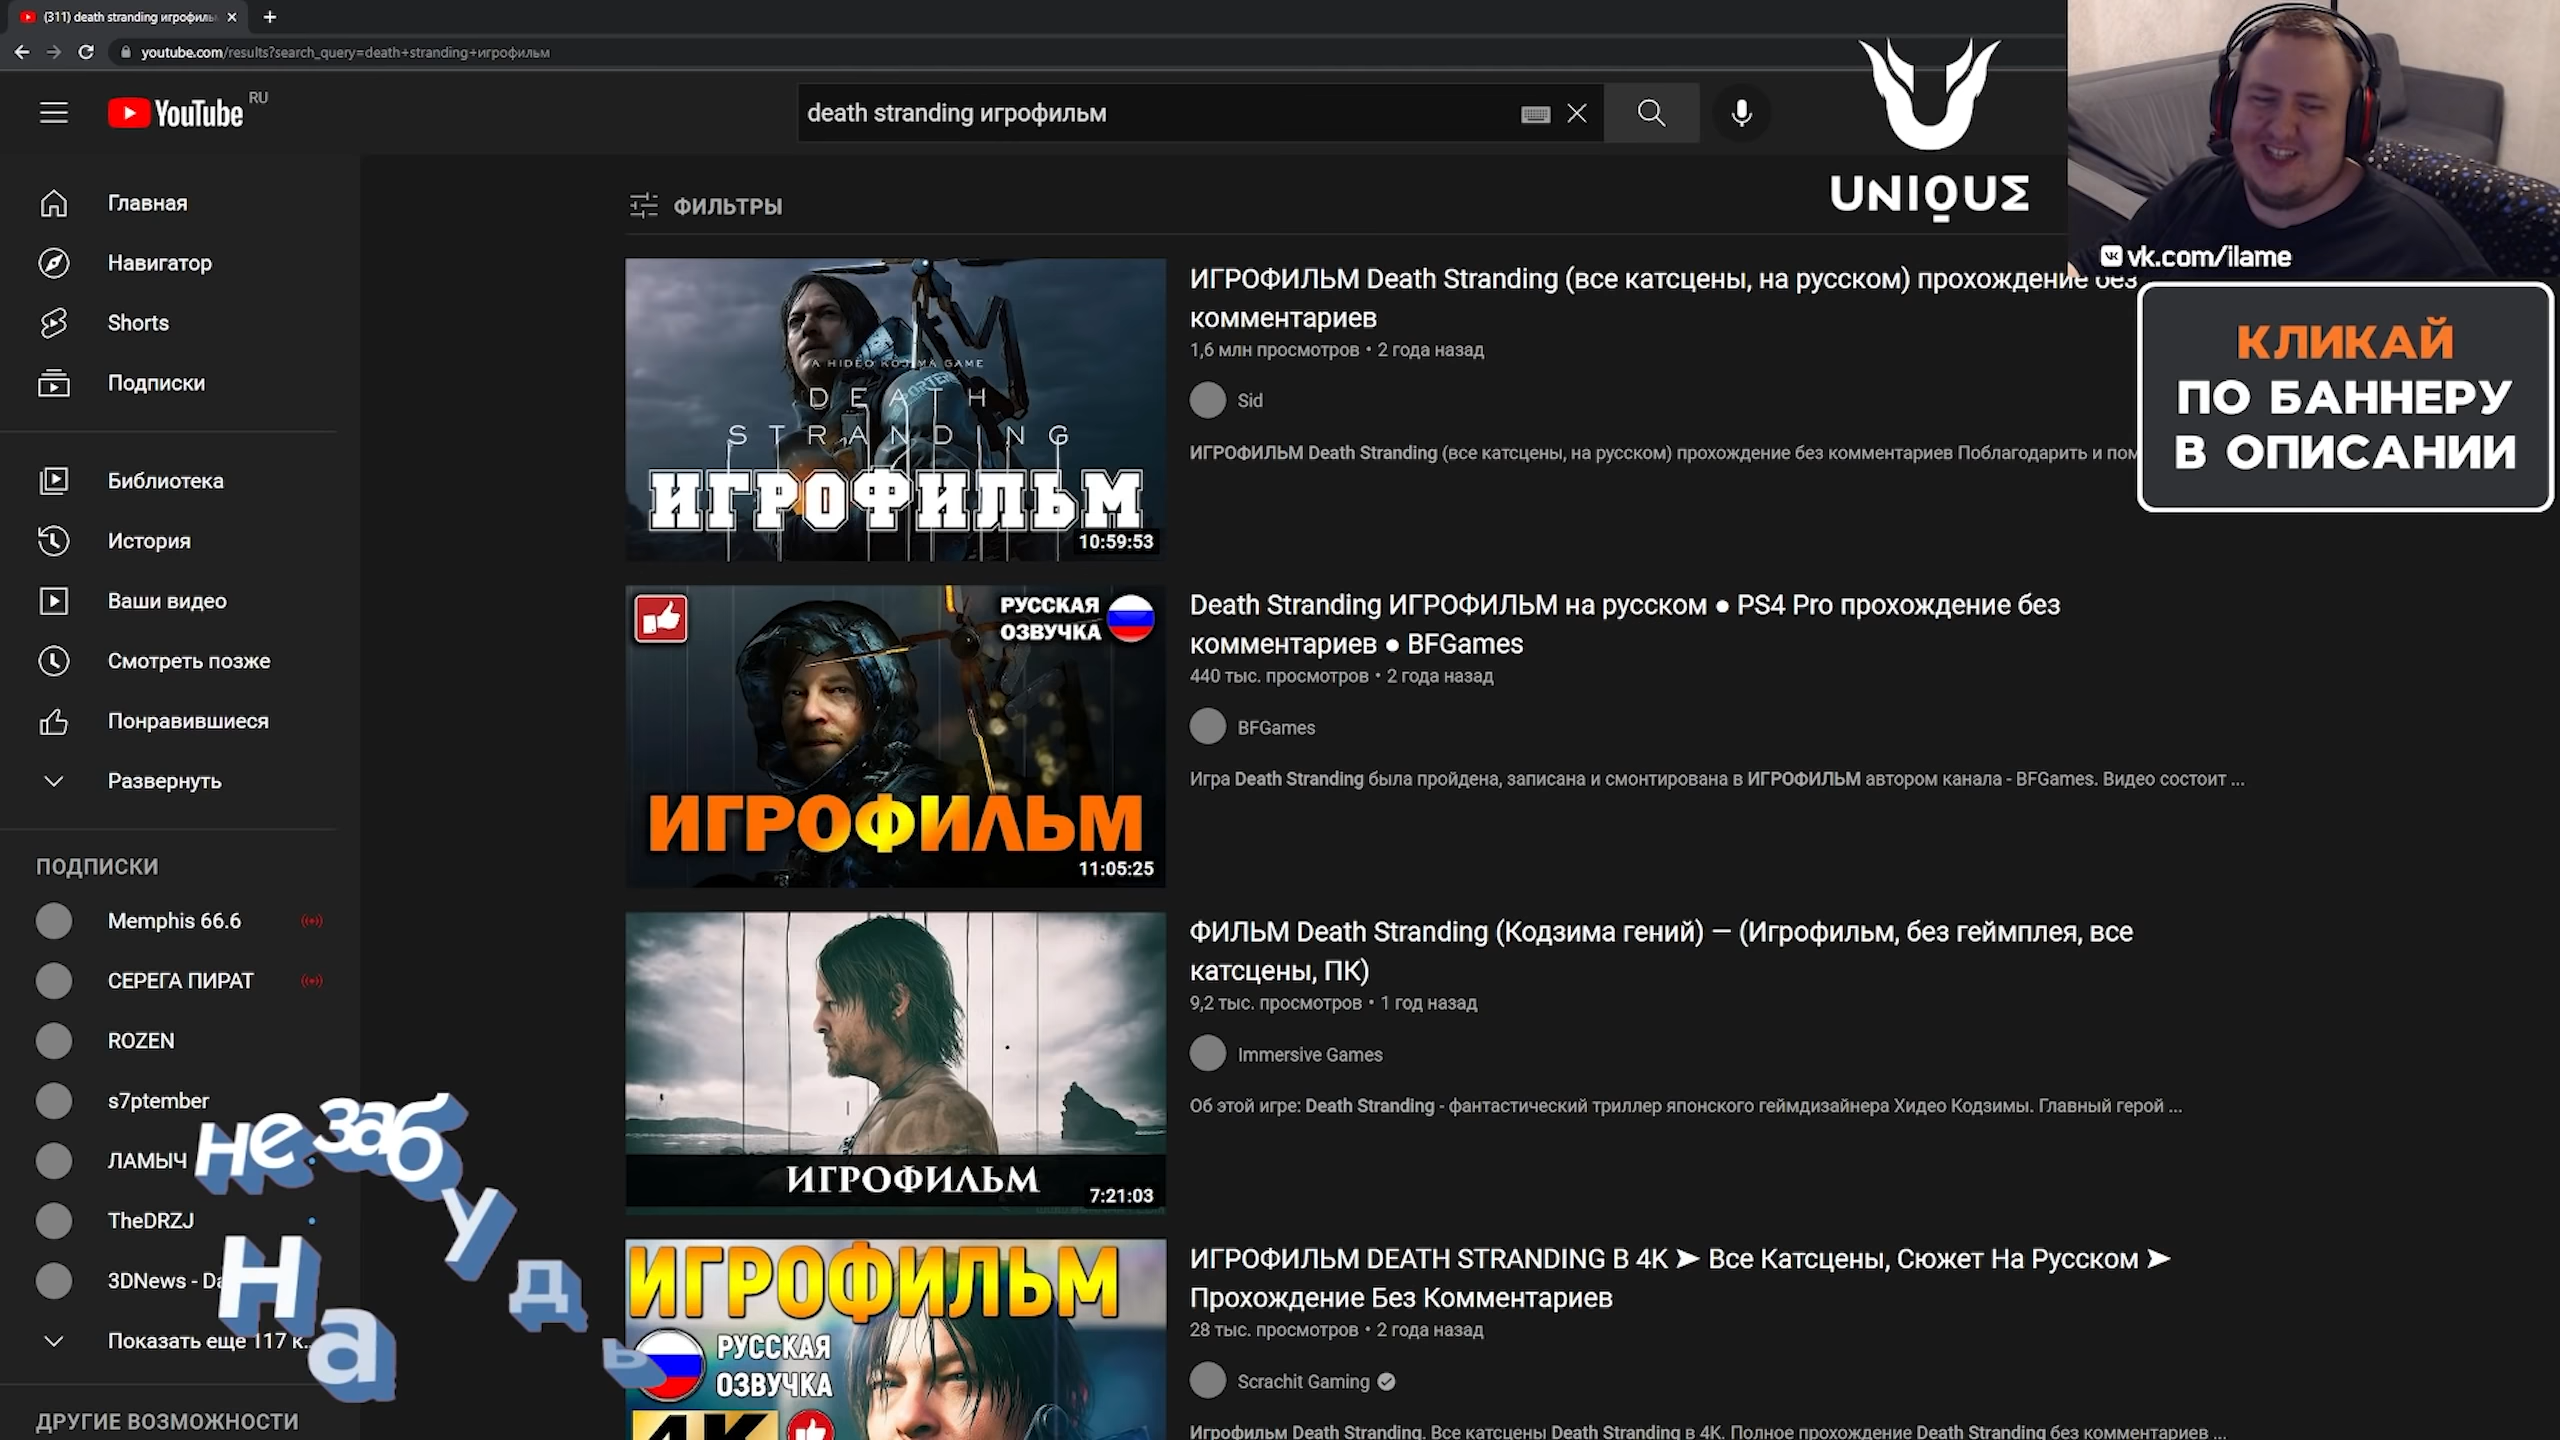 (311) death stranding игрофиль
youtube.com/results?search_query=death+stranding+игрофильм
YouTube RU
death stranding игрофильм
UNIQUE
vk.com/ilame
КЛИКАЙ
ПО БАННЕРУ
В ОПИСАНИИ
Главная
Навигатор
Shorts
Подписки
Библиотека
История
Ваши видео
Смотреть позже
Понравившиеся
Развернуть
ПОДПИСКИ
Memphis 66.6
СЕРЕГА ПИРАТ
ROZEN
s7ptember
ЛАМЫЧ
TheDRZJ
3DNews - Da
Показать еще 117 к...
ДРУГИЕ ВОЗМОЖНОСТИ
не забудь
на
ФИЛЬТРЫ
A HIDEO KOJIMA GAME
DEATH
STRANDING
ИГРОФИЛЬМ
10:59:53
ИГРОФИЛЬМ Death Stranding (все катсцены, на русском) прохождение без
комментариев
1,6 млн просмотров • 2 года назад
Sid
ИГРОФИЛЬМ Death Stranding (все катсцены, на русском) прохождение без комментариев Поблагодарить и пом
РУССКАЯ
ОЗВУЧКА
ИГРОФИЛЬМ
11:05:25
Death Stranding ИГРОФИЛЬМ на русском ● PS4 Pro прохождение без
комментариев ● BFGames
440 тыс. просмотров • 2 года назад
BFGames
Игра Death Stranding была пройдена, записана и смонтирована в ИГРОФИЛЬМ автором канала - BFGames. Видео состоит ...
ИГРОФИЛЬМ
7:21:03
ФИЛЬМ Death Stranding (Кодзима гений) — (Игрофильм, без геймплея, все
катсцены, ПК)
9,2 тыс. просмотров • 1 год назад
Immersive Games
Об этой игре: Death Stranding - фантастический триллер японского геймдизайнера Хидео Кодзимы. Главный герой ...
ИГРОФИЛЬМ
РУССКАЯ
ОЗВУЧКА
4K
ИГРОФИЛЬМ DEATH STRANDING В 4K ➤ Все Катсцены, Сюжет На Русском ➤
Прохождение Без Комментариев
28 тыс. просмотров • 2 года назад
Scrachit Gaming
Игрофильм Death Stranding. Все катсцены Death Stranding в 4K. Полное прохождение Death Stranding без комментариев ...